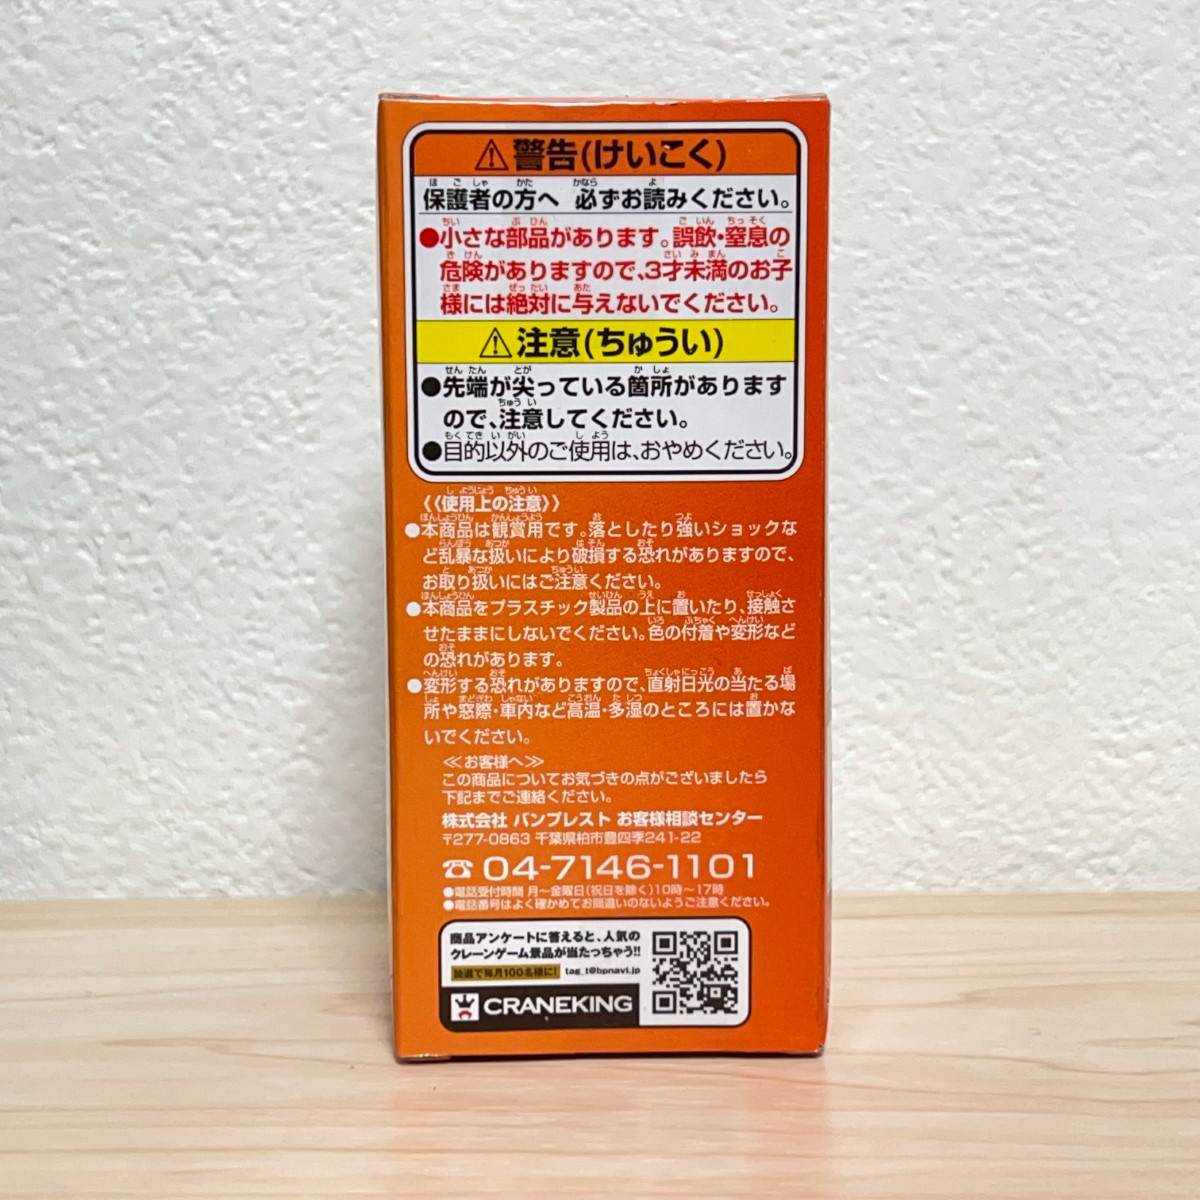 ⚠警告(けいこく)
保護者の方へ 必ずお読みください。
●小さな部品があります。誤飲・窒息の
危険がありますので、3才未満のお子
様には絶対に与えないでください。
⚠注意(ちゅうい)
●先端が尖っている箇所があります
ので、注意してください。
●目的以外のご使用は、おやめください。
《使用上の注意》
●本商品は観賞用です。落としたり強いショックな
ど乱暴な扱いにより破損する恐れがありますので、
お取り扱いにはご注意ください。
●本商品をプラスチック製品の上に置いたり、接触さ
せたままにしないでください。色の付着や変形など
の恐れがあります。
●変形する恐れがありますので、直射日光の当たる場
所や窓際・車内など高温・多湿のところには置かな
いでください。
≪お客様へ≫
この商品についてお気づきの点がございましたら
下記までご連絡ください。
株式会社 バンプレスト お客様相談センター
〒277-0863 千葉県柏市豊四季241-22
☎04-7146-1101
●電話受付時間 月〜金曜日(祝日を除く)10時〜17時
●電話番号はよく確かめてお間違いのないようご注意ください。
商品アンケートに答えると、人気の
クレーンゲーム景品が当たっちゃう!!
抽選で毎月100名様に! tag_t@bpnavi.jp
CRANEKING